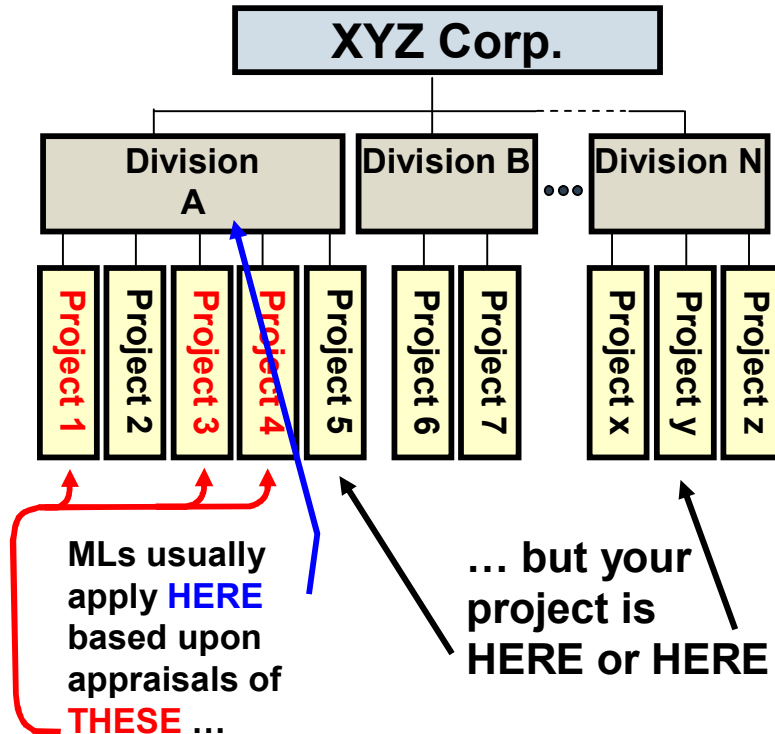 XYZ Corp.
Division
A
Division B
Division N
Project 1
Project 2
Project 3
Project 4
Project 5
Project 6
Project 7
Project x
Project y
Project z
MLs usually
apply HERE
based upon
appraisals of
THESE ...
... but your
project is
HERE or HERE